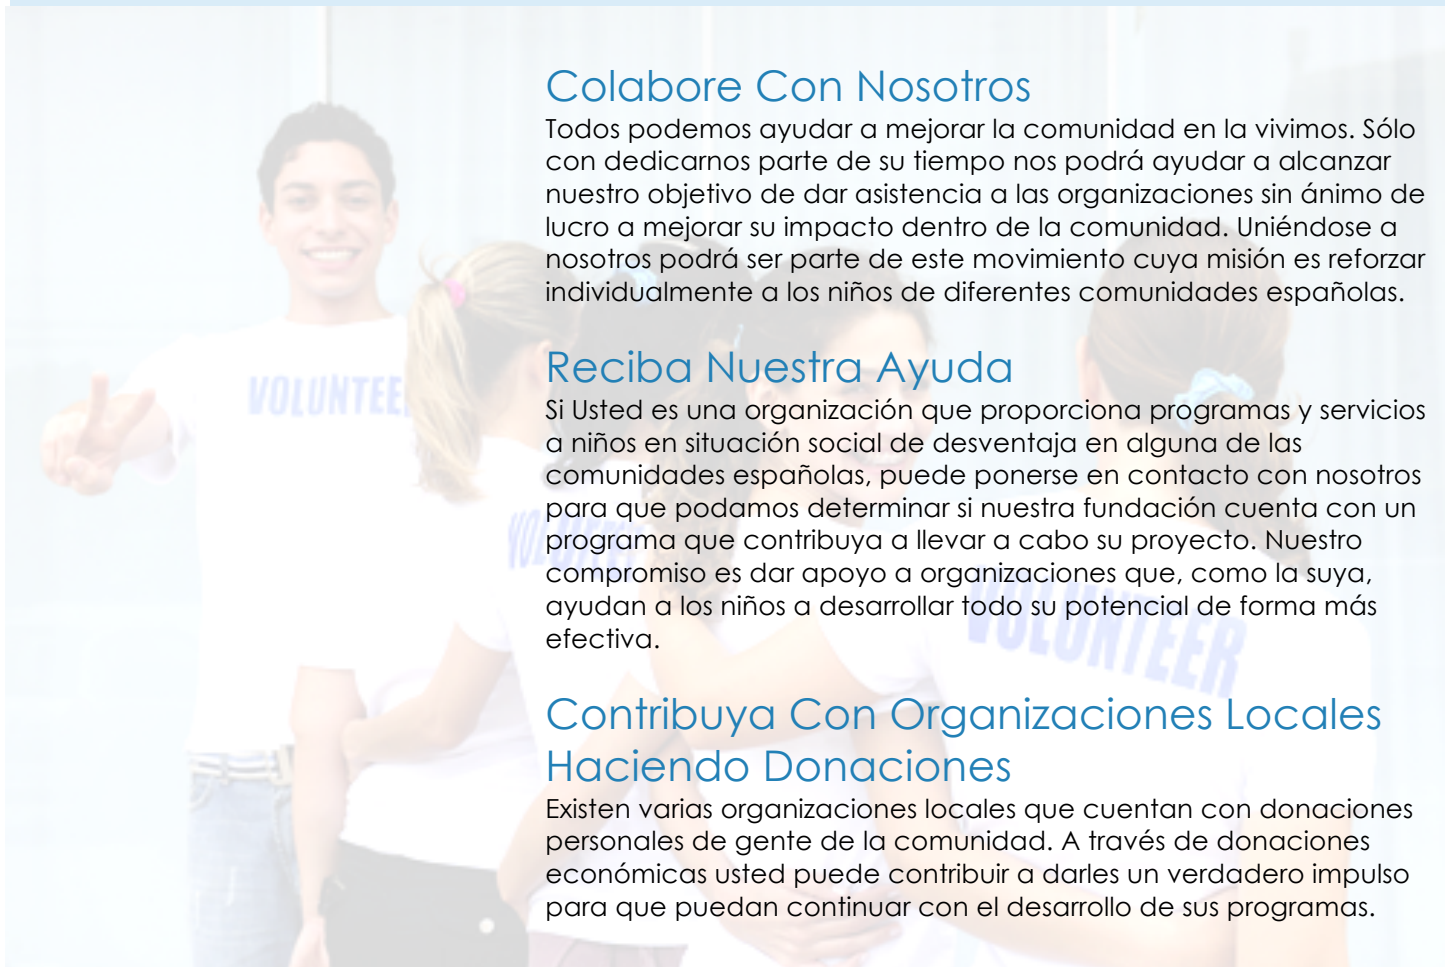 Colabore Con Nosotros
Todos podemos ayudar a mejorar la comunidad en la vivimos. Sólo
con dedicarnos parte de su tiempo nos podrá ayudar a alcanzar
nuestro objetivo de dar asistencia a las organizaciones sin ánimo de
lucro a mejorar su impacto dentro de la comunidad. Uniéndose a
nosotros podrá ser parte de este movimiento cuya misión es reforzar
individualmente a los niños de diferentes comunidades españolas.
Reciba Nuestra Ayuda
Si Usted es una organización que proporciona programas y servicios
a niños en situación social de desventaja en alguna de las
comunidades españolas, puede ponerse en contacto con nosotros
para que podamos determinar si nuestra fundación cuenta con un
programa que contribuya a llevar a cabo su proyecto. Nuestro
compromiso es dar apoyo a organizaciones que, como la suya,
ayudan a los niños a desarrollar todo su potencial de forma más
efectiva.
Contribuya Con Organizaciones Locales
Haciendo Donaciones
Existen varias organizaciones locales que cuentan con donaciones
personales de gente de la comunidad. A través de donaciones
económicas usted puede contribuir a darles un verdadero impulso
para que puedan continuar con el desarrollo de sus programas.
VOLUNTEE
VOLUNTEER
VOLUNTEER